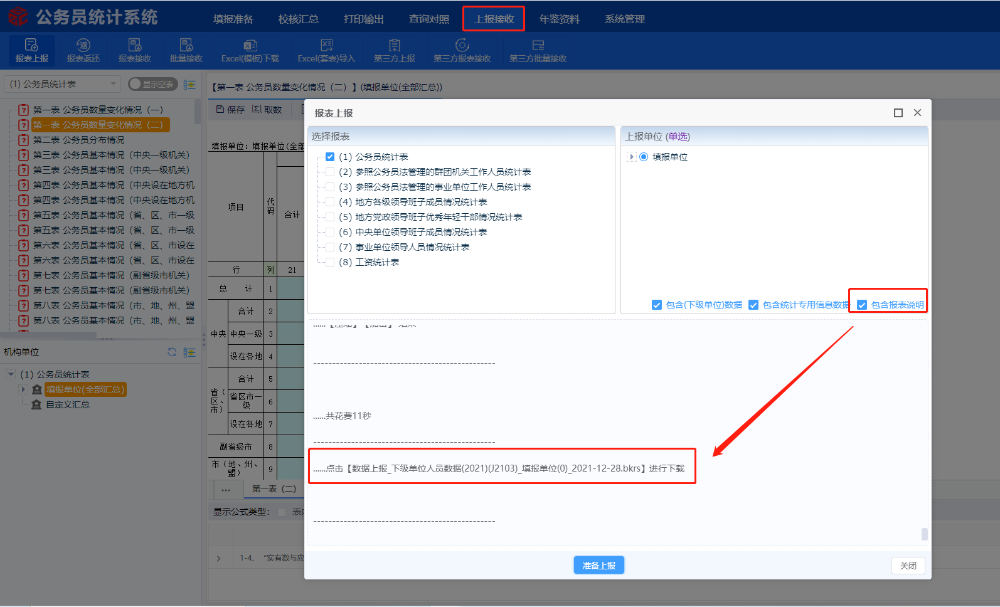 公务员统计系统
填报准备 校核汇总 打印输出 查询对照 上报接收 年鉴资料 系统管理
报表上报 报表返还 报表接收 批量接收 Excel(模板)下载 Excel(套表)导入 第三方上报 第三方报表接收 第三方批量接收
(1) 公务员统计表 显示空表
第一表 公务员数量变化情况（一）
第一表 公务员数量变化情况（二）
第二表 公务员分布情况
第三表 公务员基本情况（中央一级机关）
第三表 公务员基本情况（中央一级机关）
第四表 公务员基本情况（中央设在地方机
第四表 公务员基本情况（中央设在地方机
第五表 公务员基本情况（省、区、市一级
第五表 公务员基本情况（省、区、市一级
第六表 公务员基本情况（省、区、市设在
第六表 公务员基本情况（省、区、市设在
第七表 公务员基本情况（副省级市机关）
第七表 公务员基本情况（副省级市机关）
第八表 公务员基本情况（市、地、州、盟
第八表 公务员基本情况（市、地、州、盟
机构单位
(1) 公务员统计表
填报单位(全部汇总)
自定义汇总
【第一表 公务员数量变化情况（二）】(填报单位(全部汇总))
保存 取数
填报单位: 填报单位(全部
项目 代码 合计
行 列 21
总 计 1
中央
合计 2
中央一级 3
设在各地 4
省（区、市）
合计 5
省区市一级 6
设在各地 7
副省级市 8
市（地、州、盟） 9
... 第一表（二）
显示公式类型: 表
1-4、 “实有数与应
报表上报
选择报表
(1) 公务员统计表
(2) 参照公务员法管理的群团机关工作人员统计表
(3) 参照公务员法管理的事业单位工作人员统计表
(4) 地方各级领导班子成员情况统计表
(5) 地方党政领导班子优秀年轻干部情况统计表
(6) 中央单位领导班子成员情况统计表
(7) 事业单位领导人员情况统计表
(8) 工资统计表
上报单位 (单选)
填报单位
包含(下级单位)数据 包含统计专用信息数据 包含报表说明
------------------------------------------------
......共花费11秒
------------------------------------------------
......点击【数据上报_下级单位人员数据(2021)(J2103)_填报单位(0)_2021-12-28.bkrs】进行下载
------------------------------------------------
准备上报 关闭